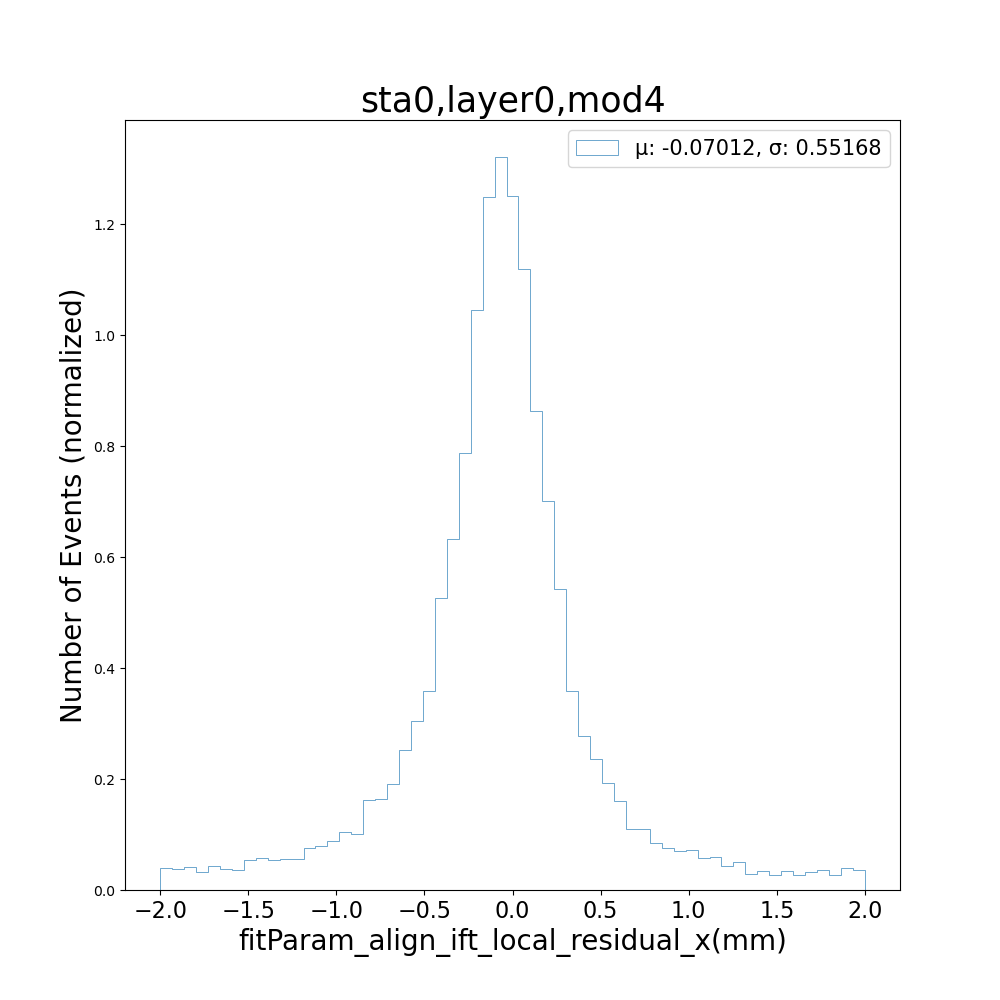 sta0,layer0,mod4
μ: -0.07012, σ: 0.55168
Number of Events (normalized)
1.2
1.0
0.8
0.6
0.4
0.2
0.0
−2.0 −1.5 −1.0 −0.5 0.0 0.5 1.0 1.5 2.0
fitParam_align_ift_local_residual_x(mm)